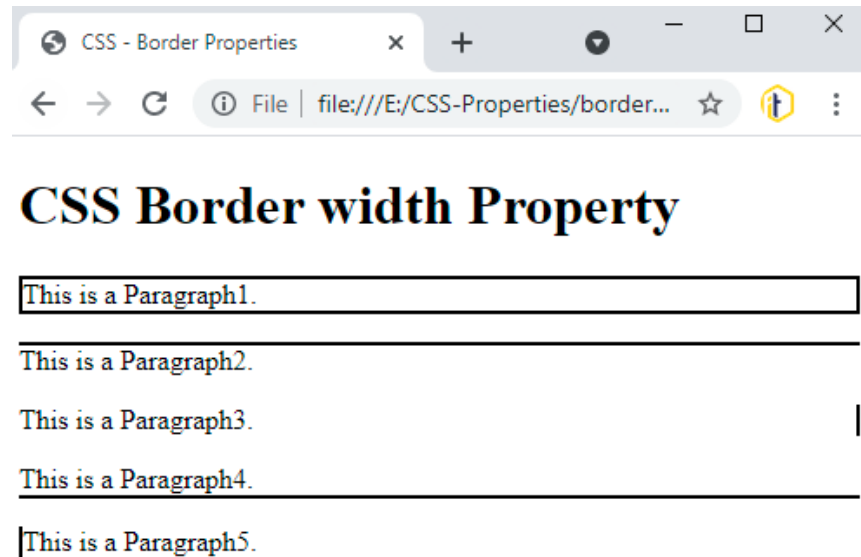 CSS - Border Properties
File | file:///E:/CSS-Properties/border...
CSS Border width Property
This is a Paragraph1.
This is a Paragraph2.
This is a Paragraph3.
This is a Paragraph4.
This is a Paragraph5.